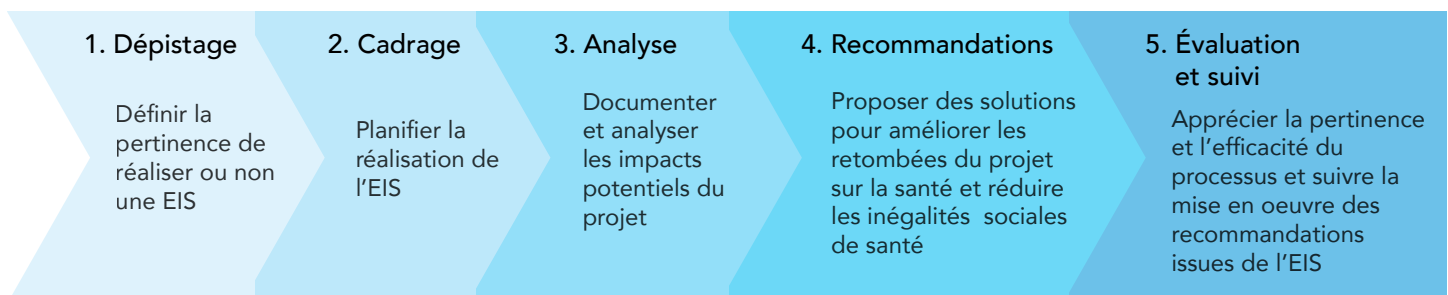 1. Dépistage
Définir la
pertinence de
réaliser ou non
une EIS
2. Cadrage
Planifier la
réalisation de
l’EIS
3. Analyse
Documenter
et analyser
les impacts
potentiels du
projet
4. Recommandations
Proposer des solutions
pour améliorer les
retombées du projet
sur la santé et réduire
les inégalités  sociales
de santé
5. Évaluation
et suivi
Apprécier la pertinence
et l’efficacité du
processus et suivre la
mise en oeuvre des
recommandations
issues de l’EIS